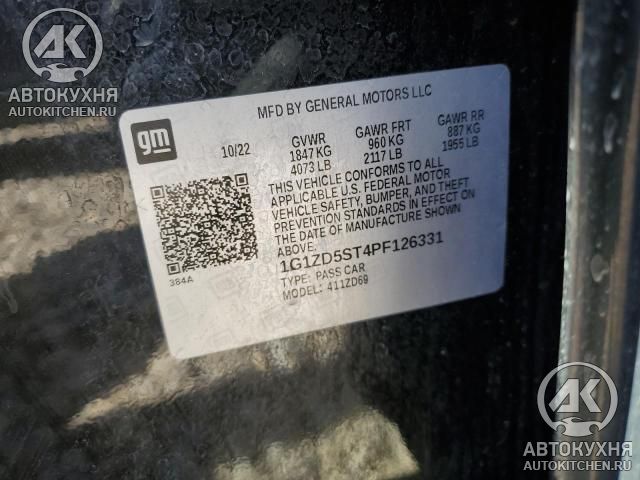 AK
АВТОКУХНЯ
AUTOKITCHEN.RU
MFD BY GENERAL MOTORS LLC
gm
10/22
GVWR GAWR FRT GAWR RR
1847 KG 960 KG 887 KG
4073 LB 2117 LB 1955 LB
THIS VEHICLE CONFORMS TO ALL
APPLICABLE U.S. FEDERAL MOTOR
VEHICLE SAFETY, BUMPER, AND THEFT
PREVENTION STANDARDS IN EFFECT ON
THE DATE OF MANUFACTURE SHOWN
ABOVE.
384A
1G1ZD5ST4PF126331
TYPE: PASS CAR
MODEL: 411ZD69
AK
АВТОКУХНЯ
AUTOKITCHEN.RU